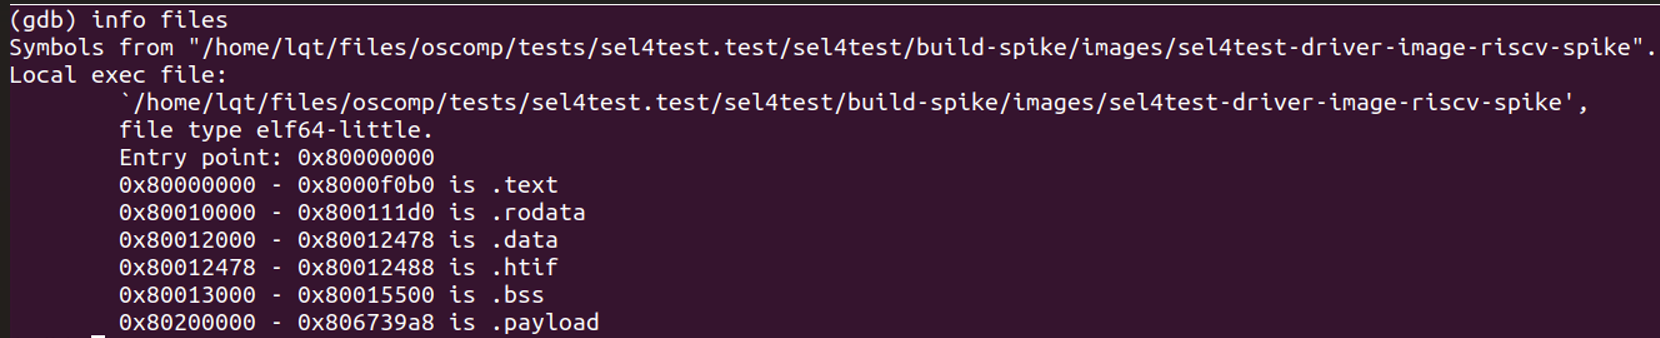 (gdb) info files
Symbols from "/home/lqt/files/oscomp/tests/sel4test.test/sel4test/build-spike/images/sel4test-driver-image-riscv-spike".
Local exec file:
        `/home/lqt/files/oscomp/tests/sel4test.test/sel4test/build-spike/images/sel4test-driver-image-riscv-spike',
        file type elf64-little.
        Entry point: 0x80000000
        0x80000000 - 0x8000f0b0 is .text
        0x80010000 - 0x800111d0 is .rodata
        0x80012000 - 0x80012478 is .data
        0x80012478 - 0x80012488 is .htif
        0x80013000 - 0x80015500 is .bss
        0x80200000 - 0x806739a8 is .payload